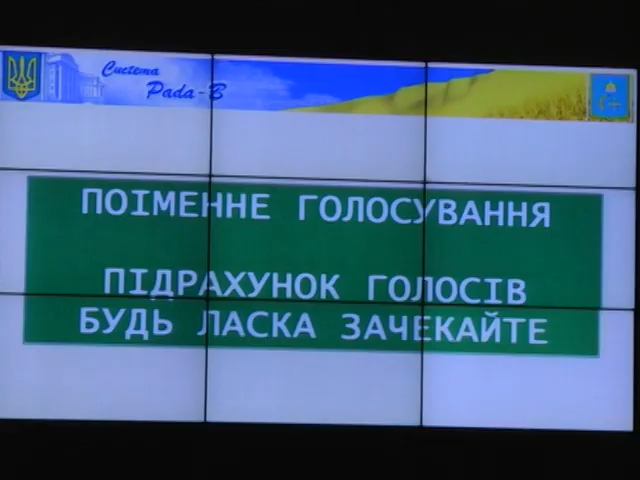 Система
Рада-В
ПОІМЕННЕ ГОЛОСУВАННЯ
ПІДРАХУНОК ГОЛОСІВ
БУДЬ ЛАСКА ЗАЧЕКАЙТЕ